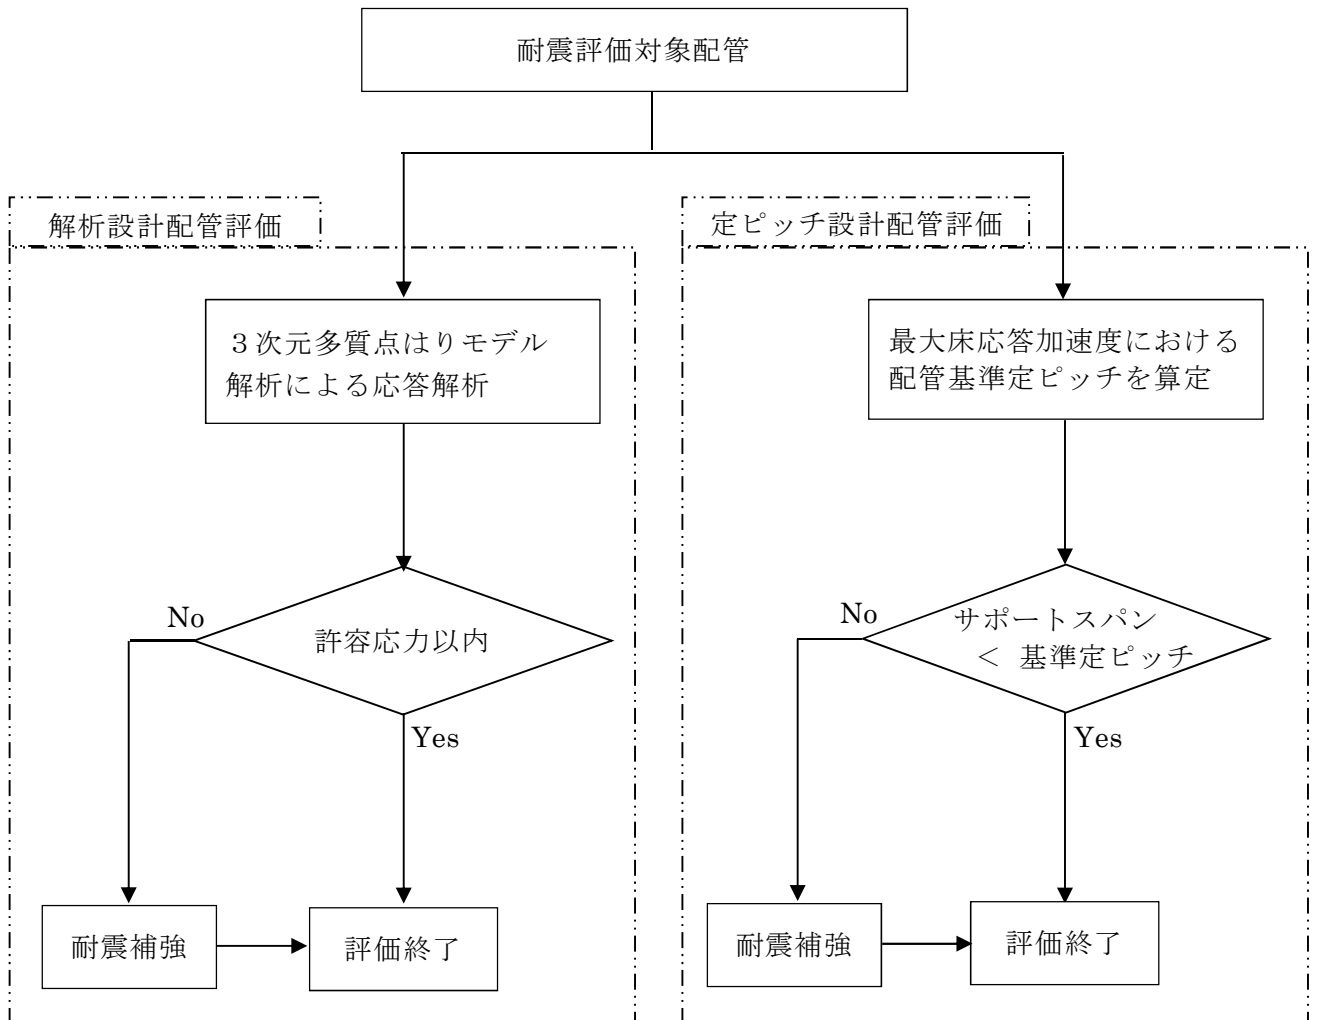 耐震評価対象配管
解析設計配管評価
３次元多質点はりモデル
解析による応答解析
No
許容応力以内
Yes
耐震補強
評価終了
定ピッチ設計配管評価
最大床応答加速度における
配管基準定ピッチを算定
No
サポートスパン
＜ 基準定ピッチ
Yes
耐震補強
評価終了